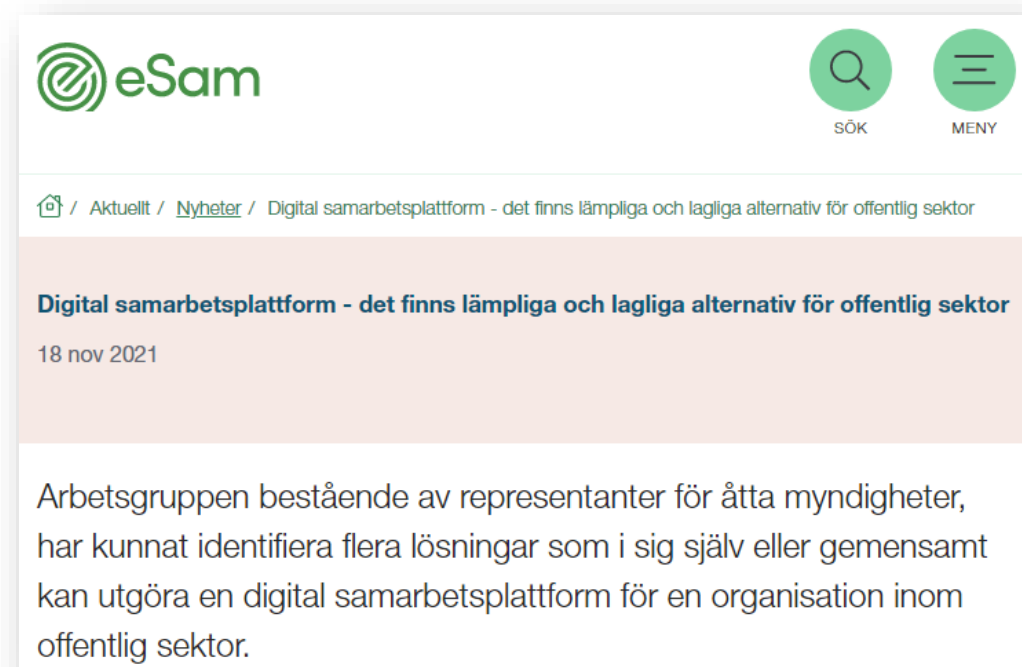 eSam
SÖK
MENY
/ Aktuellt / Nyheter / Digital samarbetsplattform - det finns lämpliga och lagliga alternativ för offentlig sektor
Digital samarbetsplattform - det finns lämpliga och lagliga alternativ för offentlig sektor
18 nov 2021
Arbetsgruppen bestående av representanter för åtta myndigheter,
har kunnat identifiera flera lösningar som i sig själv eller gemensamt
kan utgöra en digital samarbetsplattform för en organisation inom
offentlig sektor.